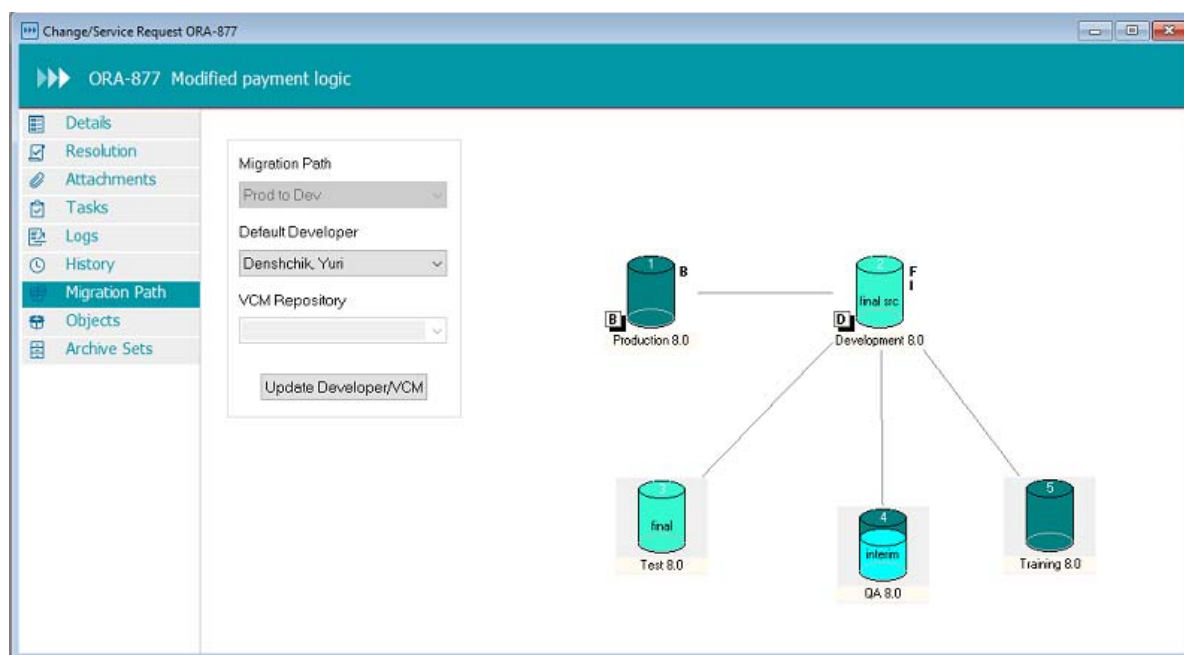 Change/Service Request ORA-877
ORA-877 Modified payment logic
Details
Resolution
Attachments
Tasks
Logs
History
Migration Path
Objects
Archive Sets
Migration Path
Prod to Dev
Default Developer
Denshchik, Yuri
VCM Repository
Update Developer/VCM
1
B
B
Production 8.0
2
F
I
final src
D
Development 8.0
3
final
Test 8.0
4
interim
QA 8.0
5
Training 8.0